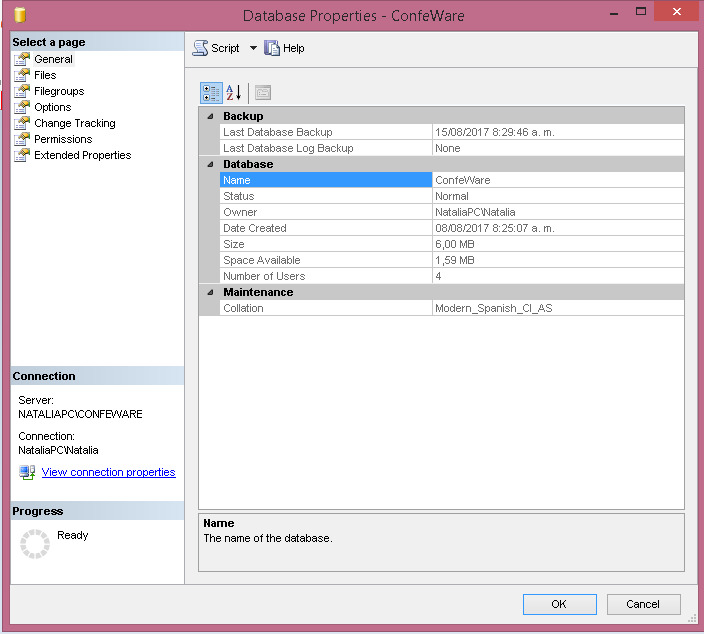 Database Properties - ConfeWare
Select a page
General
Files
Filegroups
Options
Change Tracking
Permissions
Extended Properties
Script
Help
Backup
Last Database Backup 15/08/2017 8:29:46 a. m.
Last Database Log Backup None
Database
Name ConfeWare
Status Normal
Owner NataliaPC\Natalia
Date Created 08/08/2017 8:25:07 a. m.
Size 6,00 MB
Space Available 1,59 MB
Number of Users 4
Maintenance
Collation Modern_Spanish_CI_AS
Connection
Server:
NATALIAPC\CONFEWARE
Connection:
NataliaPC\Natalia
View connection properties
Progress
Ready
Name
The name of the database.
OK Cancel